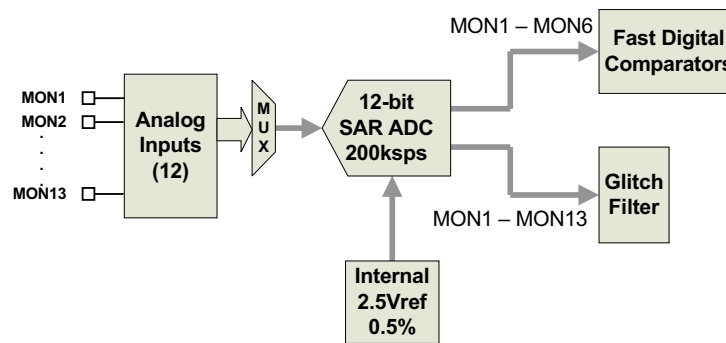 MON1 – MON6
Fast Digital
Comparators
MON1
MON2
.
.
.
.
MON13
Analog
Inputs
(12)
MUX
12-bit
SAR ADC
200ksps
MON1 – MON13
Glitch
Filter
Internal
2.5Vref
0.5%